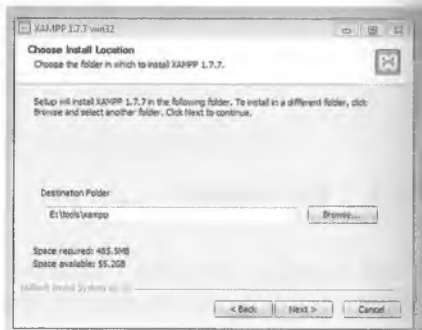 XAMPP 1.7.7 win32
Choose Install Location
Choose the folder in which to install XAMPP 1.7.7.
Setup will install XAMPP 1.7.7 in the following folder. To install in a different folder, click
Browse and select another folder. Click Next to continue.
Destination Folder
E:\tools\xampp
Browse...
Space required: 485.5MB
Space available: 55.2GB
Nullsoft Install System
< Back
Next >
Cancel